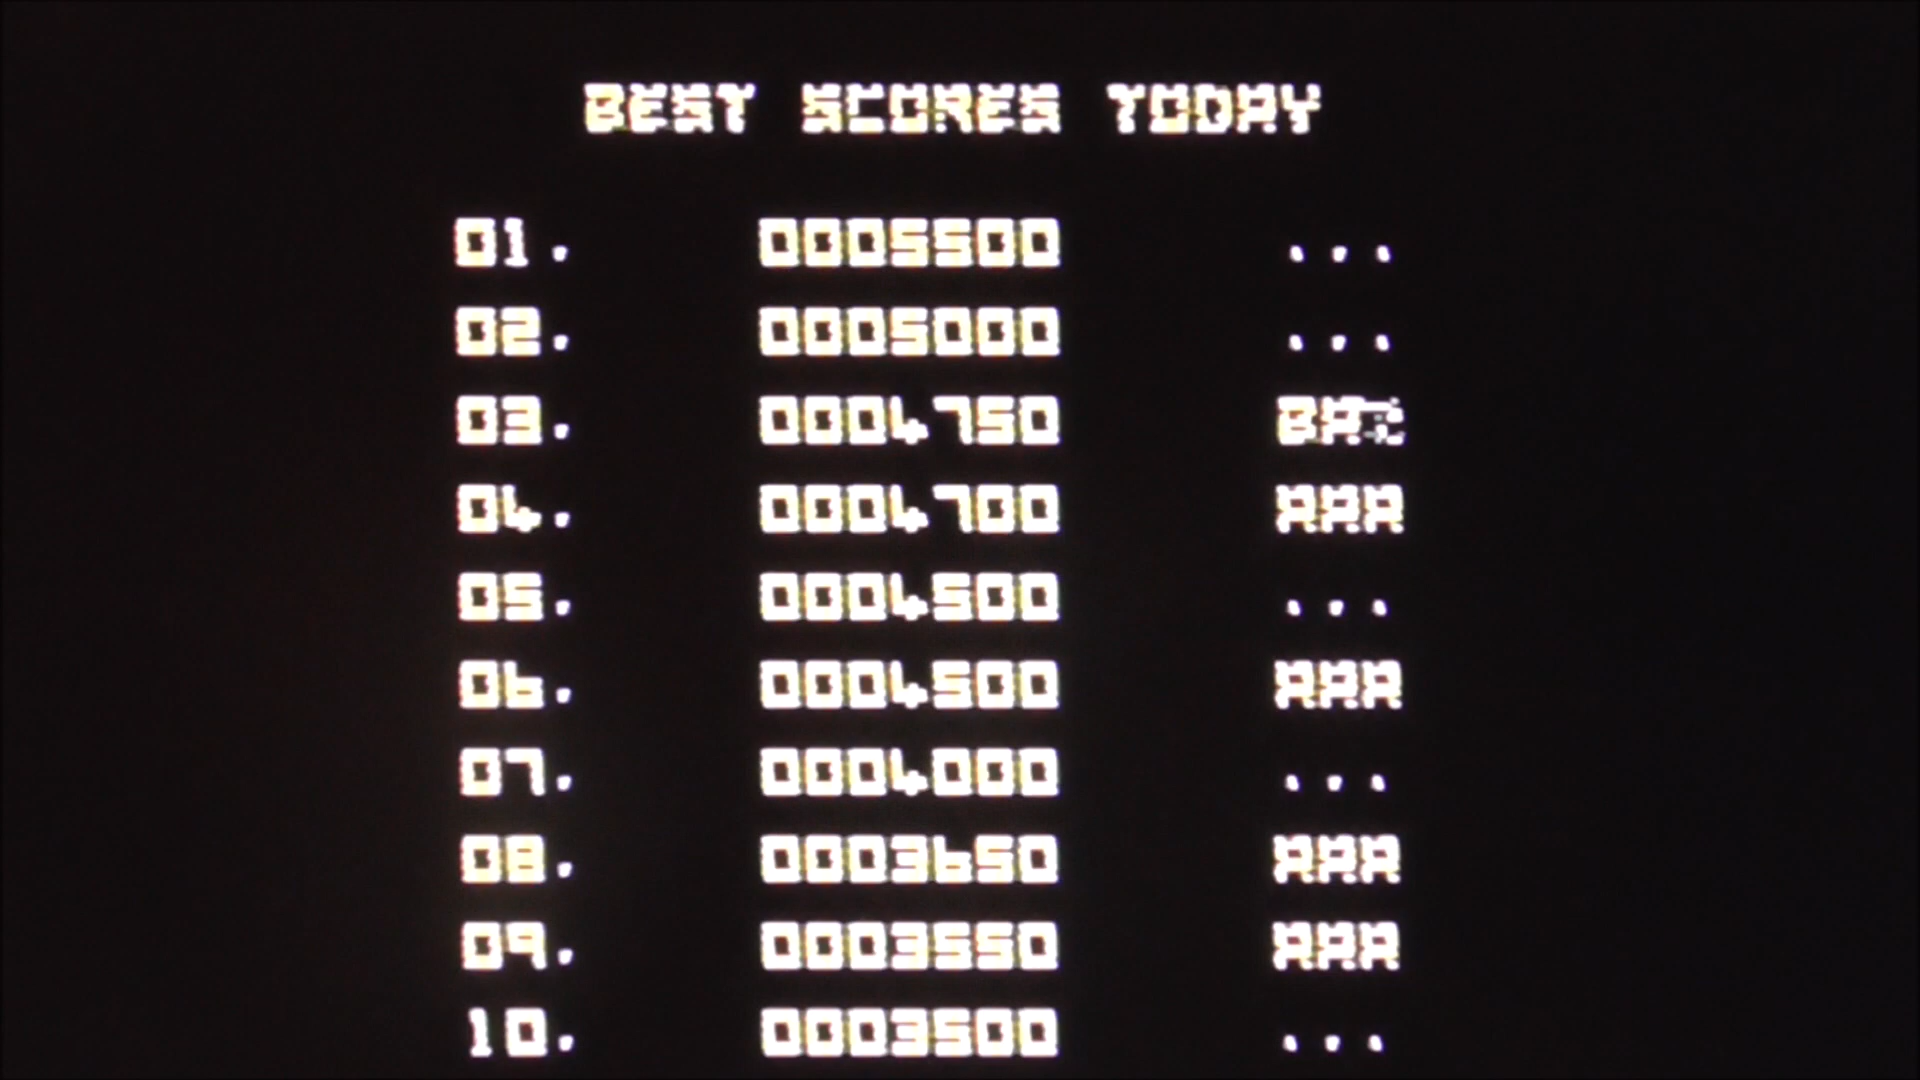 BEST SCORES TODAY
01. 0005500 ...
02. 0005000 ...
03. 0004750
04. 0004700 AAA
05. 0004500 ...
06. 0004500 AAA
07. 0004000 ...
08. 0003650 AAA
09. 0003550 AAA
10. 0003500 ...